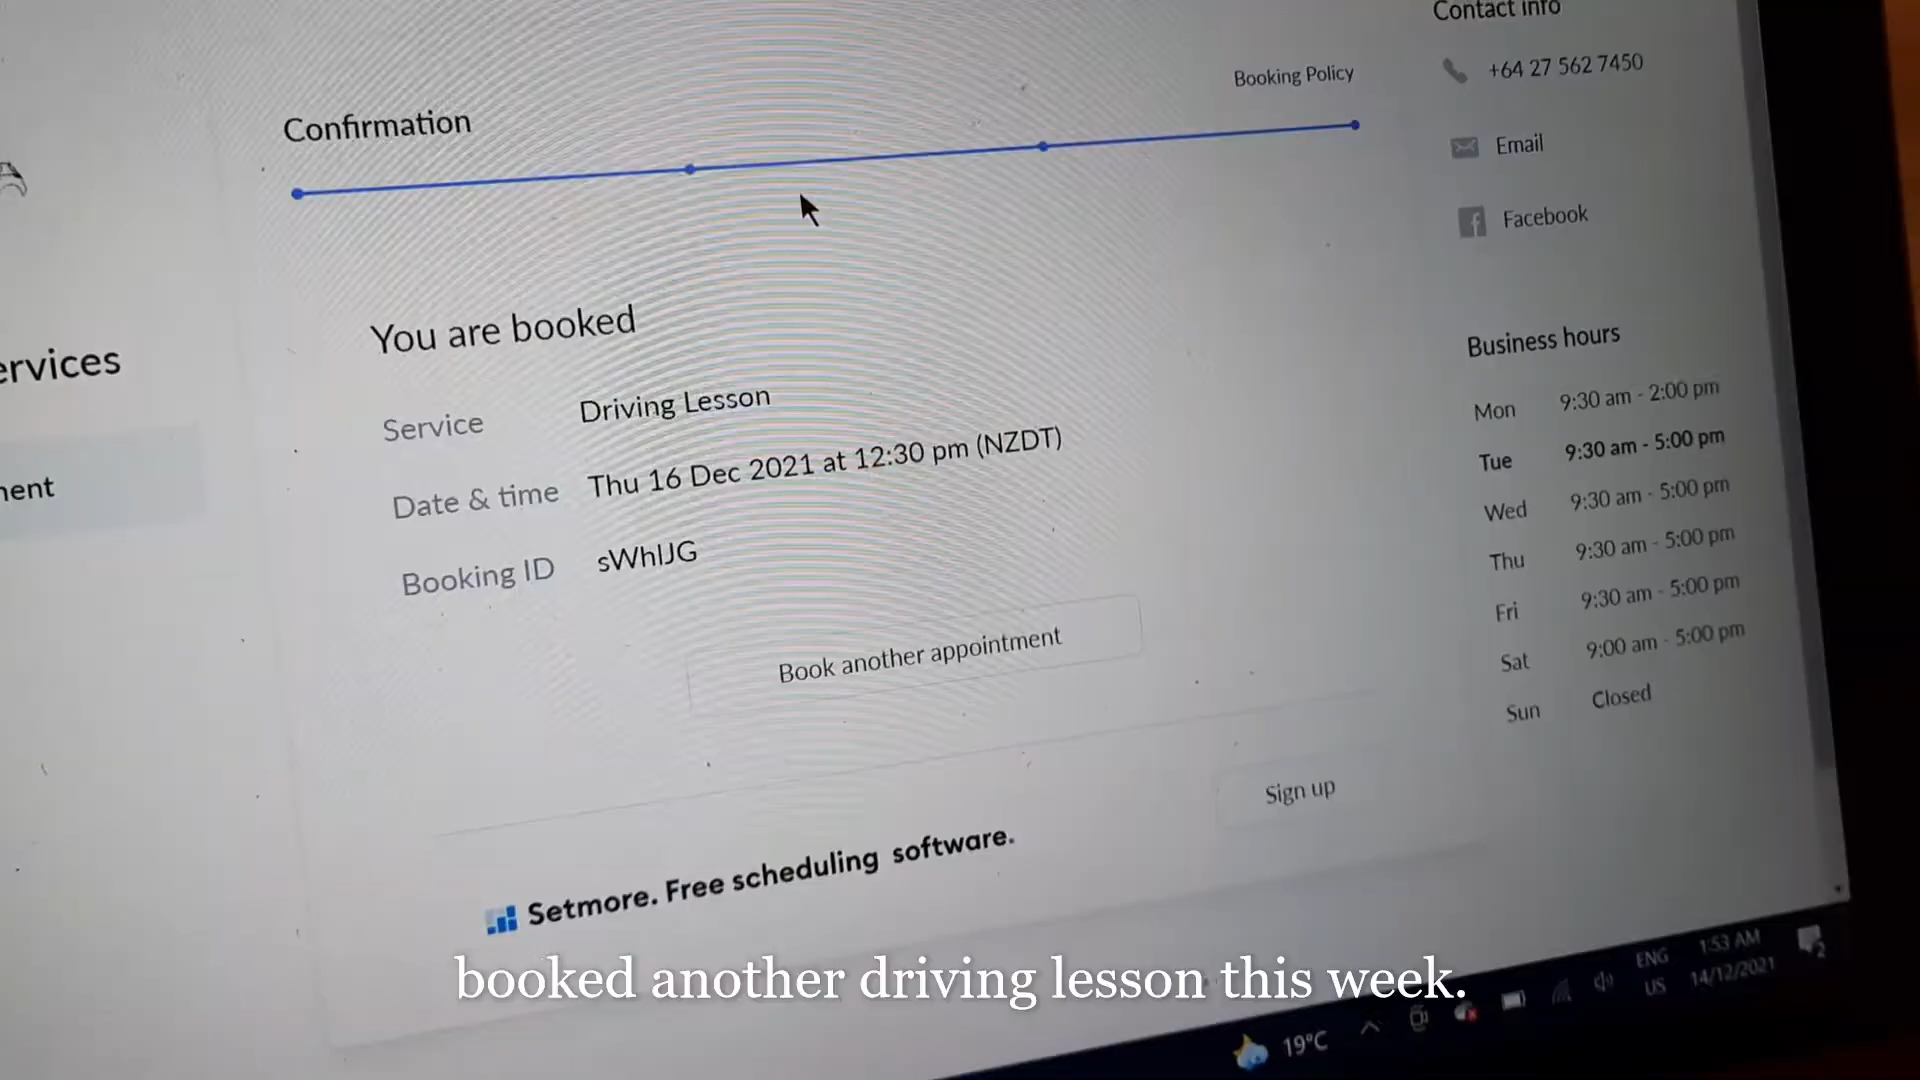 Contact info
+64 27 562 7450
Email
Facebook
Booking Policy
Confirmation
ervices
ment
You are booked
Service Driving Lesson
Date & time Thu 16 Dec 2021 at 12:30 pm (NZDT)
Booking ID sWhIJG
Book another appointment
Business hours
Mon 9:30 am - 2:00 pm
Tue 9:30 am - 5:00 pm
Wed 9:30 am - 5:00 pm
Thu 9:30 am - 5:00 pm
Fri 9:30 am - 5:00 pm
Sat 9:00 am - 5:00 pm
Sun Closed
Sign up
Setmore. Free scheduling software.
booked another driving lesson this week.
19°C
ENG
US
1:53 AM
14/12/2021
2